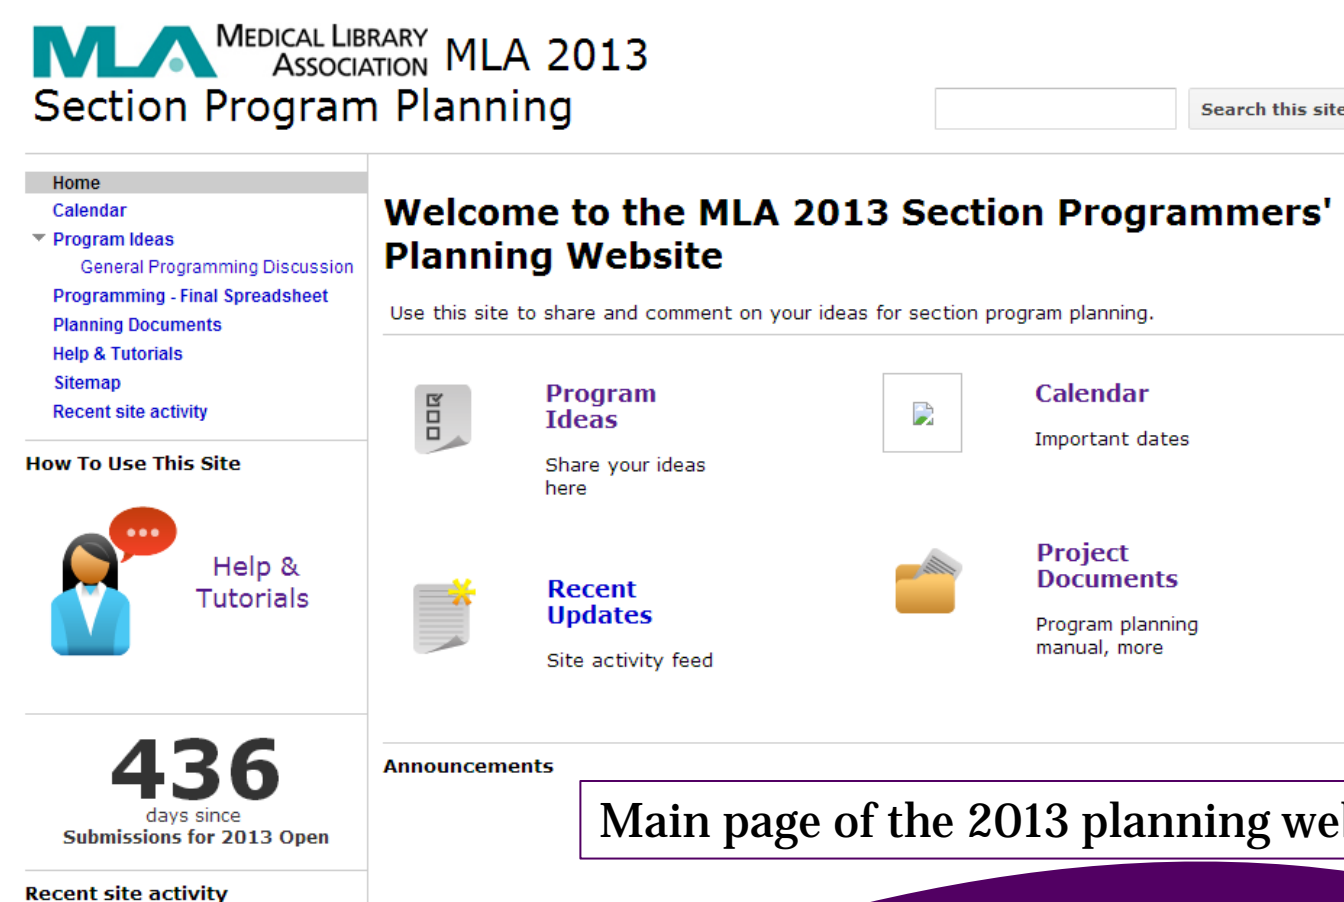 MLA MEDICAL LIBRARY ASSOCIATION MLA 2013
Section Program Planning
Search this site
Home
Calendar
Program Ideas
General Programming Discussion
Programming - Final Spreadsheet
Planning Documents
Help & Tutorials
Sitemap
Recent site activity
How To Use This Site
Help &
Tutorials
436
days since
Submissions for 2013 Open
Recent site activity
Welcome to the MLA 2013 Section Programmers'
Planning Website
Use this site to share and comment on your ideas for section program planning.
Program
Ideas
Share your ideas
here
Calendar
Important dates
Recent
Updates
Site activity feed
Project
Documents
Program planning
manual, more
Announcements
Main page of the 2013 planning